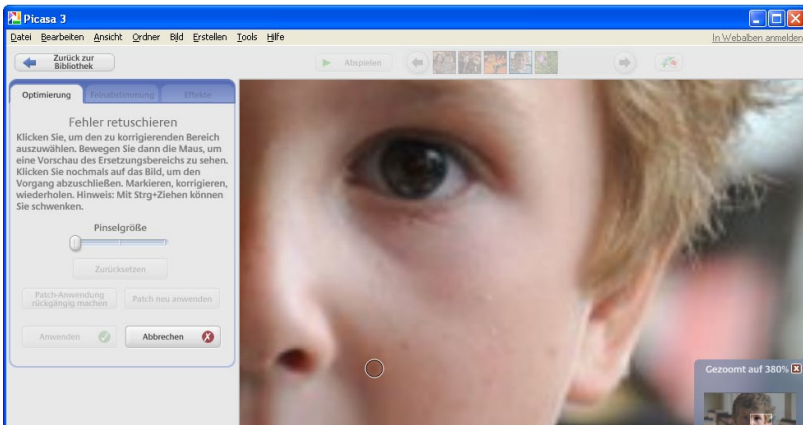 Picasa 3
Datei Bearbeiten Ansicht Ordner Bild Erstellen Tools Hilfe
In Webalben anmelden
Zurück zur
Bibliothek
Abspielen
Optimierung Feinabstimmung Effekte
Fehler retuschieren
Klicken Sie, um den zu korrigierenden Bereich
auszuwählen. Bewegen Sie dann die Maus, um
eine Vorschau des Ersetzungsbereichs zu sehen.
Klicken Sie nochmals auf das Bild, um den
Vorgang abzuschließen. Markieren, korrigieren,
wiederholen. Hinweis: Mit Strg+Ziehen können
Sie schwenken.
Pinselgröße
Zurücksetzen
Patch-Anwendung
rückgängig machen
Patch neu anwenden
Anwenden
Abbrechen
Gezoomt auf 380%